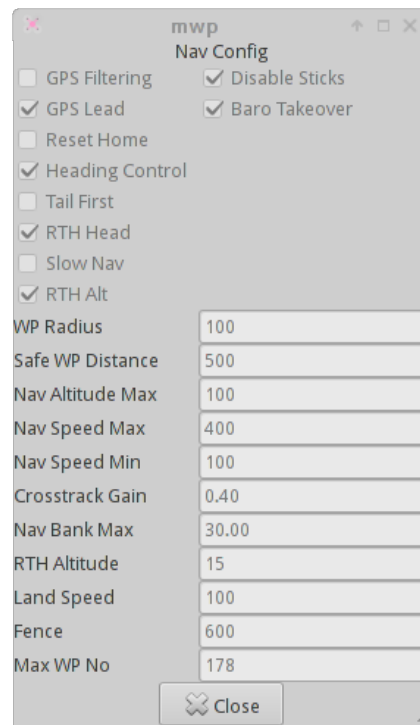 mwp
Nav Config
GPS Filtering Disable Sticks
GPS Lead Baro Takeover
Reset Home
Heading Control
Tail First
RTH Head
Slow Nav
RTH Alt
WP Radius 100
Safe WP Distance 500
Nav Altitude Max 100
Nav Speed Max 400
Nav Speed Min 100
Crosstrack Gain 0.40
Nav Bank Max 30.00
RTH Altitude 15
Land Speed 100
Fence 600
Max WP No 178
Close